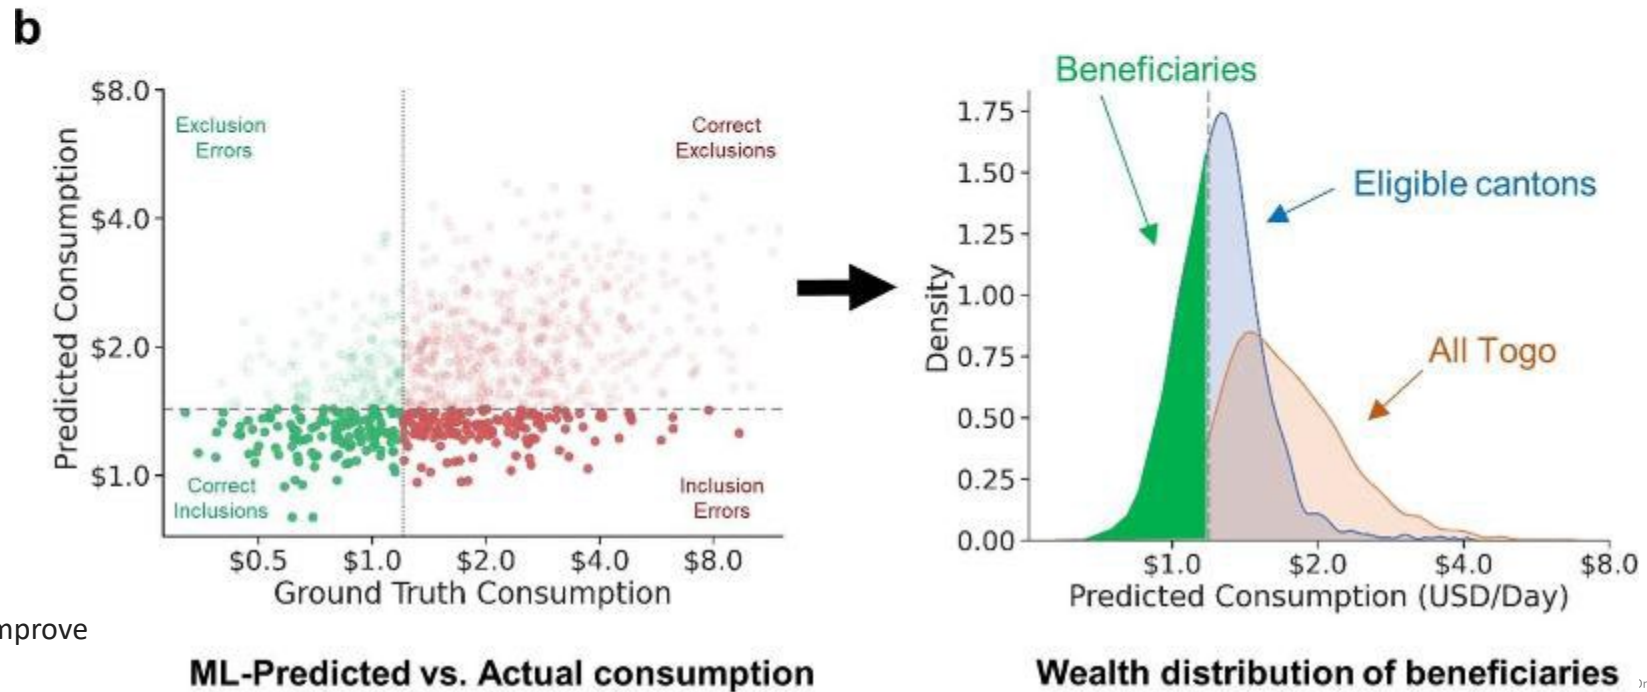 b
$8.0
$4.0
$2.0
$1.0
Predicted Consumption
Exclusion
Errors
Correct
Exclusions
Correct
Inclusions
Inclusion
Errors
$0.5
$1.0
$2.0
$4.0
$8.0
Ground Truth Consumption
ML-Predicted vs. Actual consumption
Beneficiaries
Eligible cantons
All Togo
1.75
1.50
1.25
1.00
0.75
0.50
0.25
0.00
Density
$1.0
$2.0
$4.0
$8.0
Predicted Consumption (USD/Day)
Wealth distribution of beneficiaries
mprove